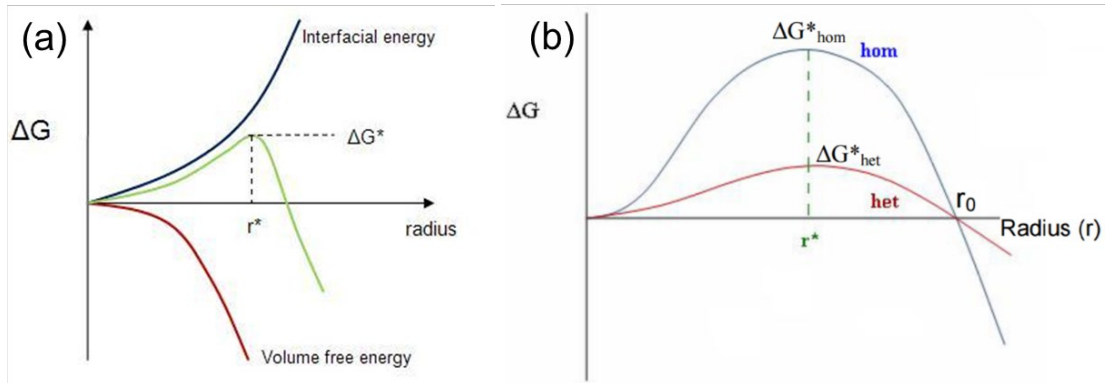 (a)
Interfacial energy
ΔG
ΔG*
r*
radius
Volume free energy
(b)
ΔG*hom
hom
ΔG
ΔG*het
het
r0
Radius (r)
r*